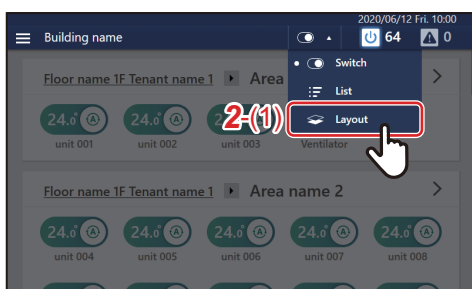 2020/06/12 Fri. 10:00
Building name
64
0
Switch
List
Layout
2-(1)
Floor name 1F Tenant name 1
Area
24.0°
24.0°
24.0°
unit 001
unit 002
unit 003
Ventilator
Floor name 1F Tenant name 1
Area name 2
24.0° A
24.0° A
24.0° A
24.0° A
24.0° A
unit 004
unit 005
unit 006
unit 007
unit 008